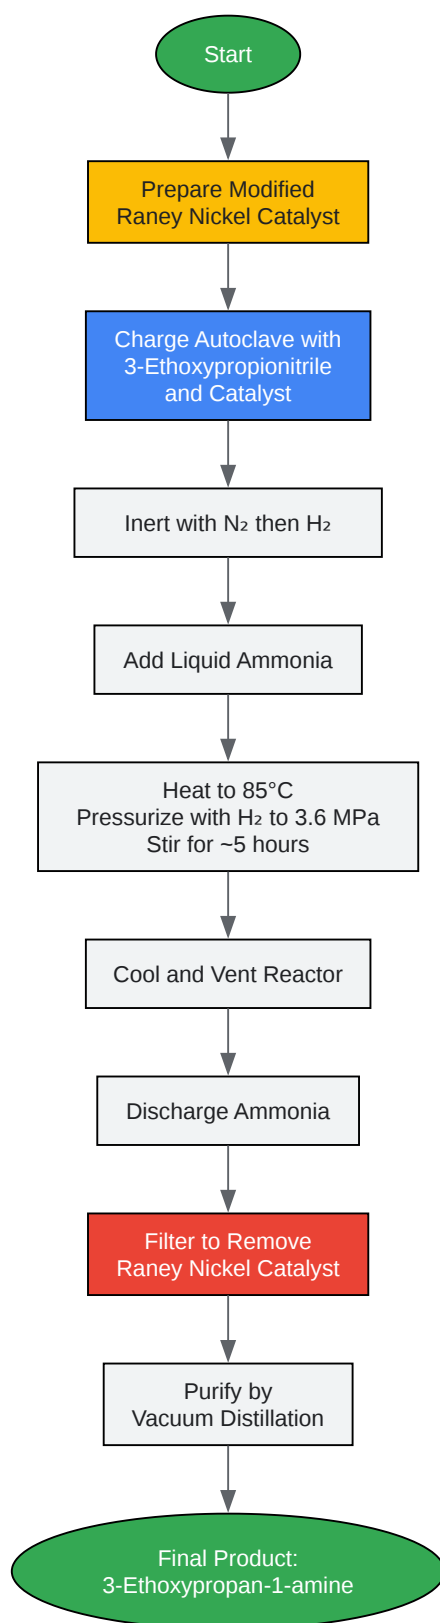 Start
Prepare Modified
Raney Nickel Catalyst
Charge Autoclave with
3-Ethoxypropionitrile
and Catalyst
Inert with N₂ then H₂
Add Liquid Ammonia
Heat to 85°C
Pressurize with H₂ to 3.6 MPa
Stir for ~5 hours
Cool and Vent Reactor
Discharge Ammonia
Filter to Remove
Raney Nickel Catalyst
Purify by
Vacuum Distillation
Final Product:
3-Ethoxypropan-1-amine